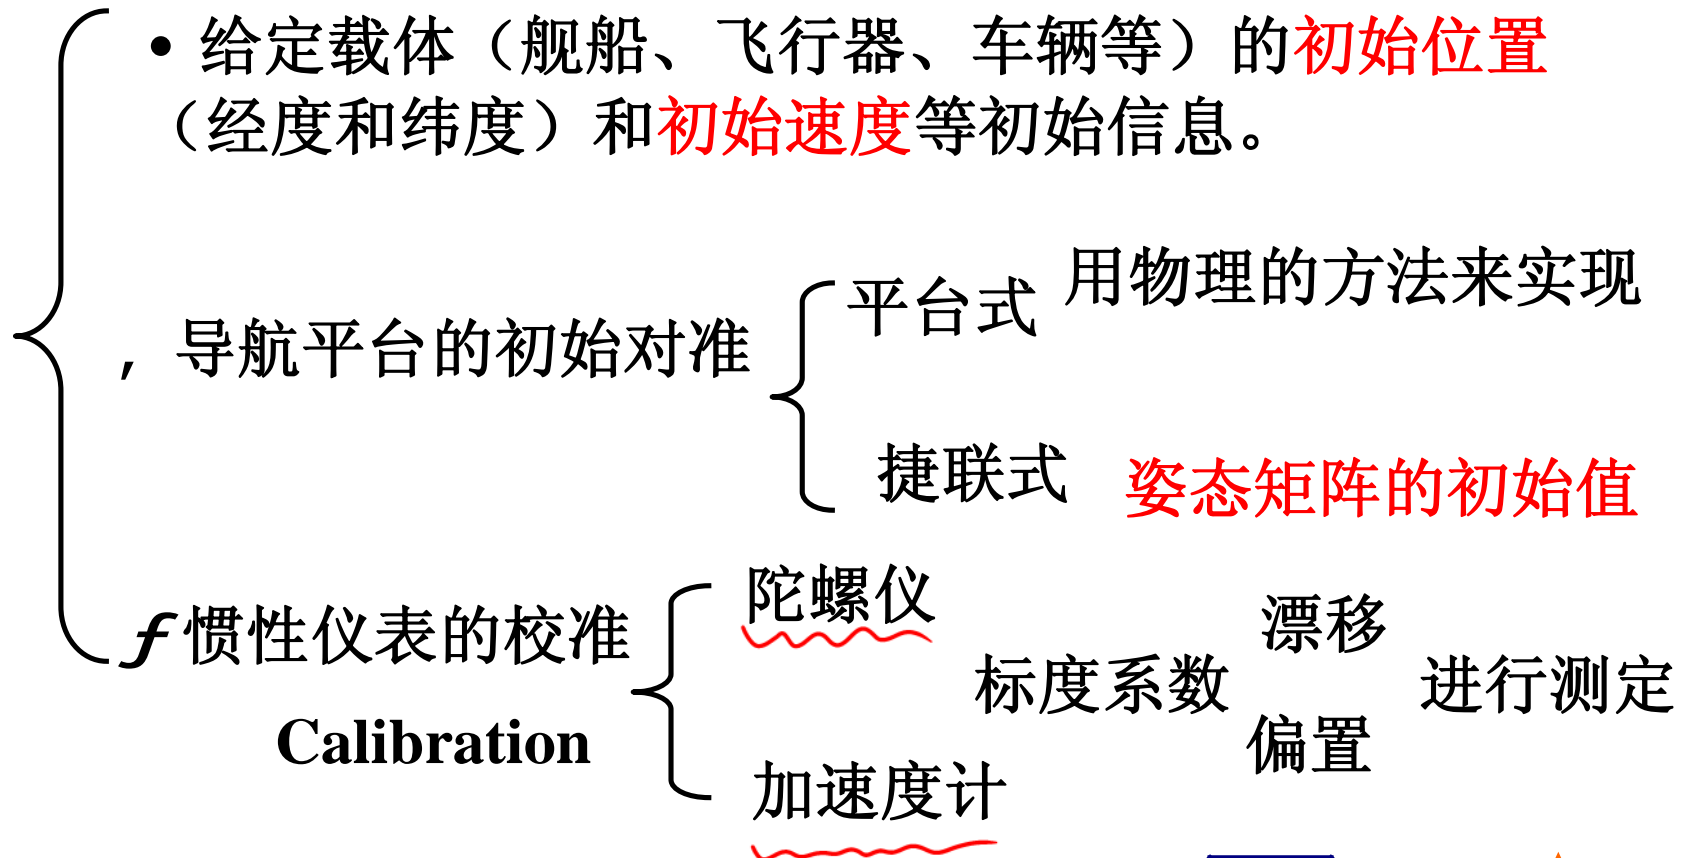 • 给定载体（舰船、飞行器、车辆等）的初始位置
（经度和纬度）和初始速度等初始信息。
, 导航平台的初始对准
平台式 用物理的方法来实现
捷联式 姿态矩阵的初始值
ƒ 惯性仪表的校准
Calibration
陀螺仪
加速度计
标度系数
漂移
偏置
进行测定